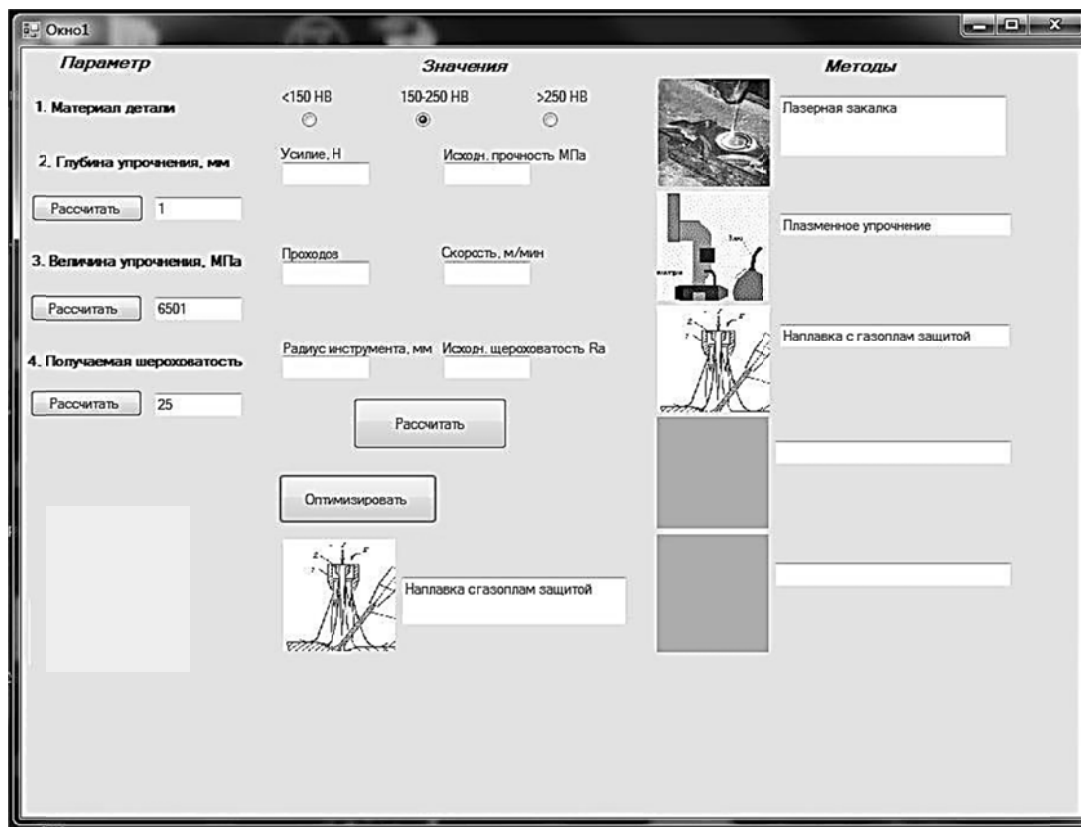 Окно1
Параметр
Значения
Методы
1. Материал детали
<150 HB
150-250 HB
>250 HB
Лазерная закалка
2. Глубина упрочнения, мм
Усилие, Н
Исходн. прочность МПа
Рассчитать
1
Плазменное упрочнение
3. Величина упрочнения, МПа
Проходов
Скорость, м/мин
Рассчитать
6501
Наплавка с газоплам защитой
4. Получаемая шероховатость
Радиус инструмента, мм
Исходн. щероховатость Ra
Рассчитать
25
Рассчитать
Оптимизировать
Наплавка сгазоплам защитой